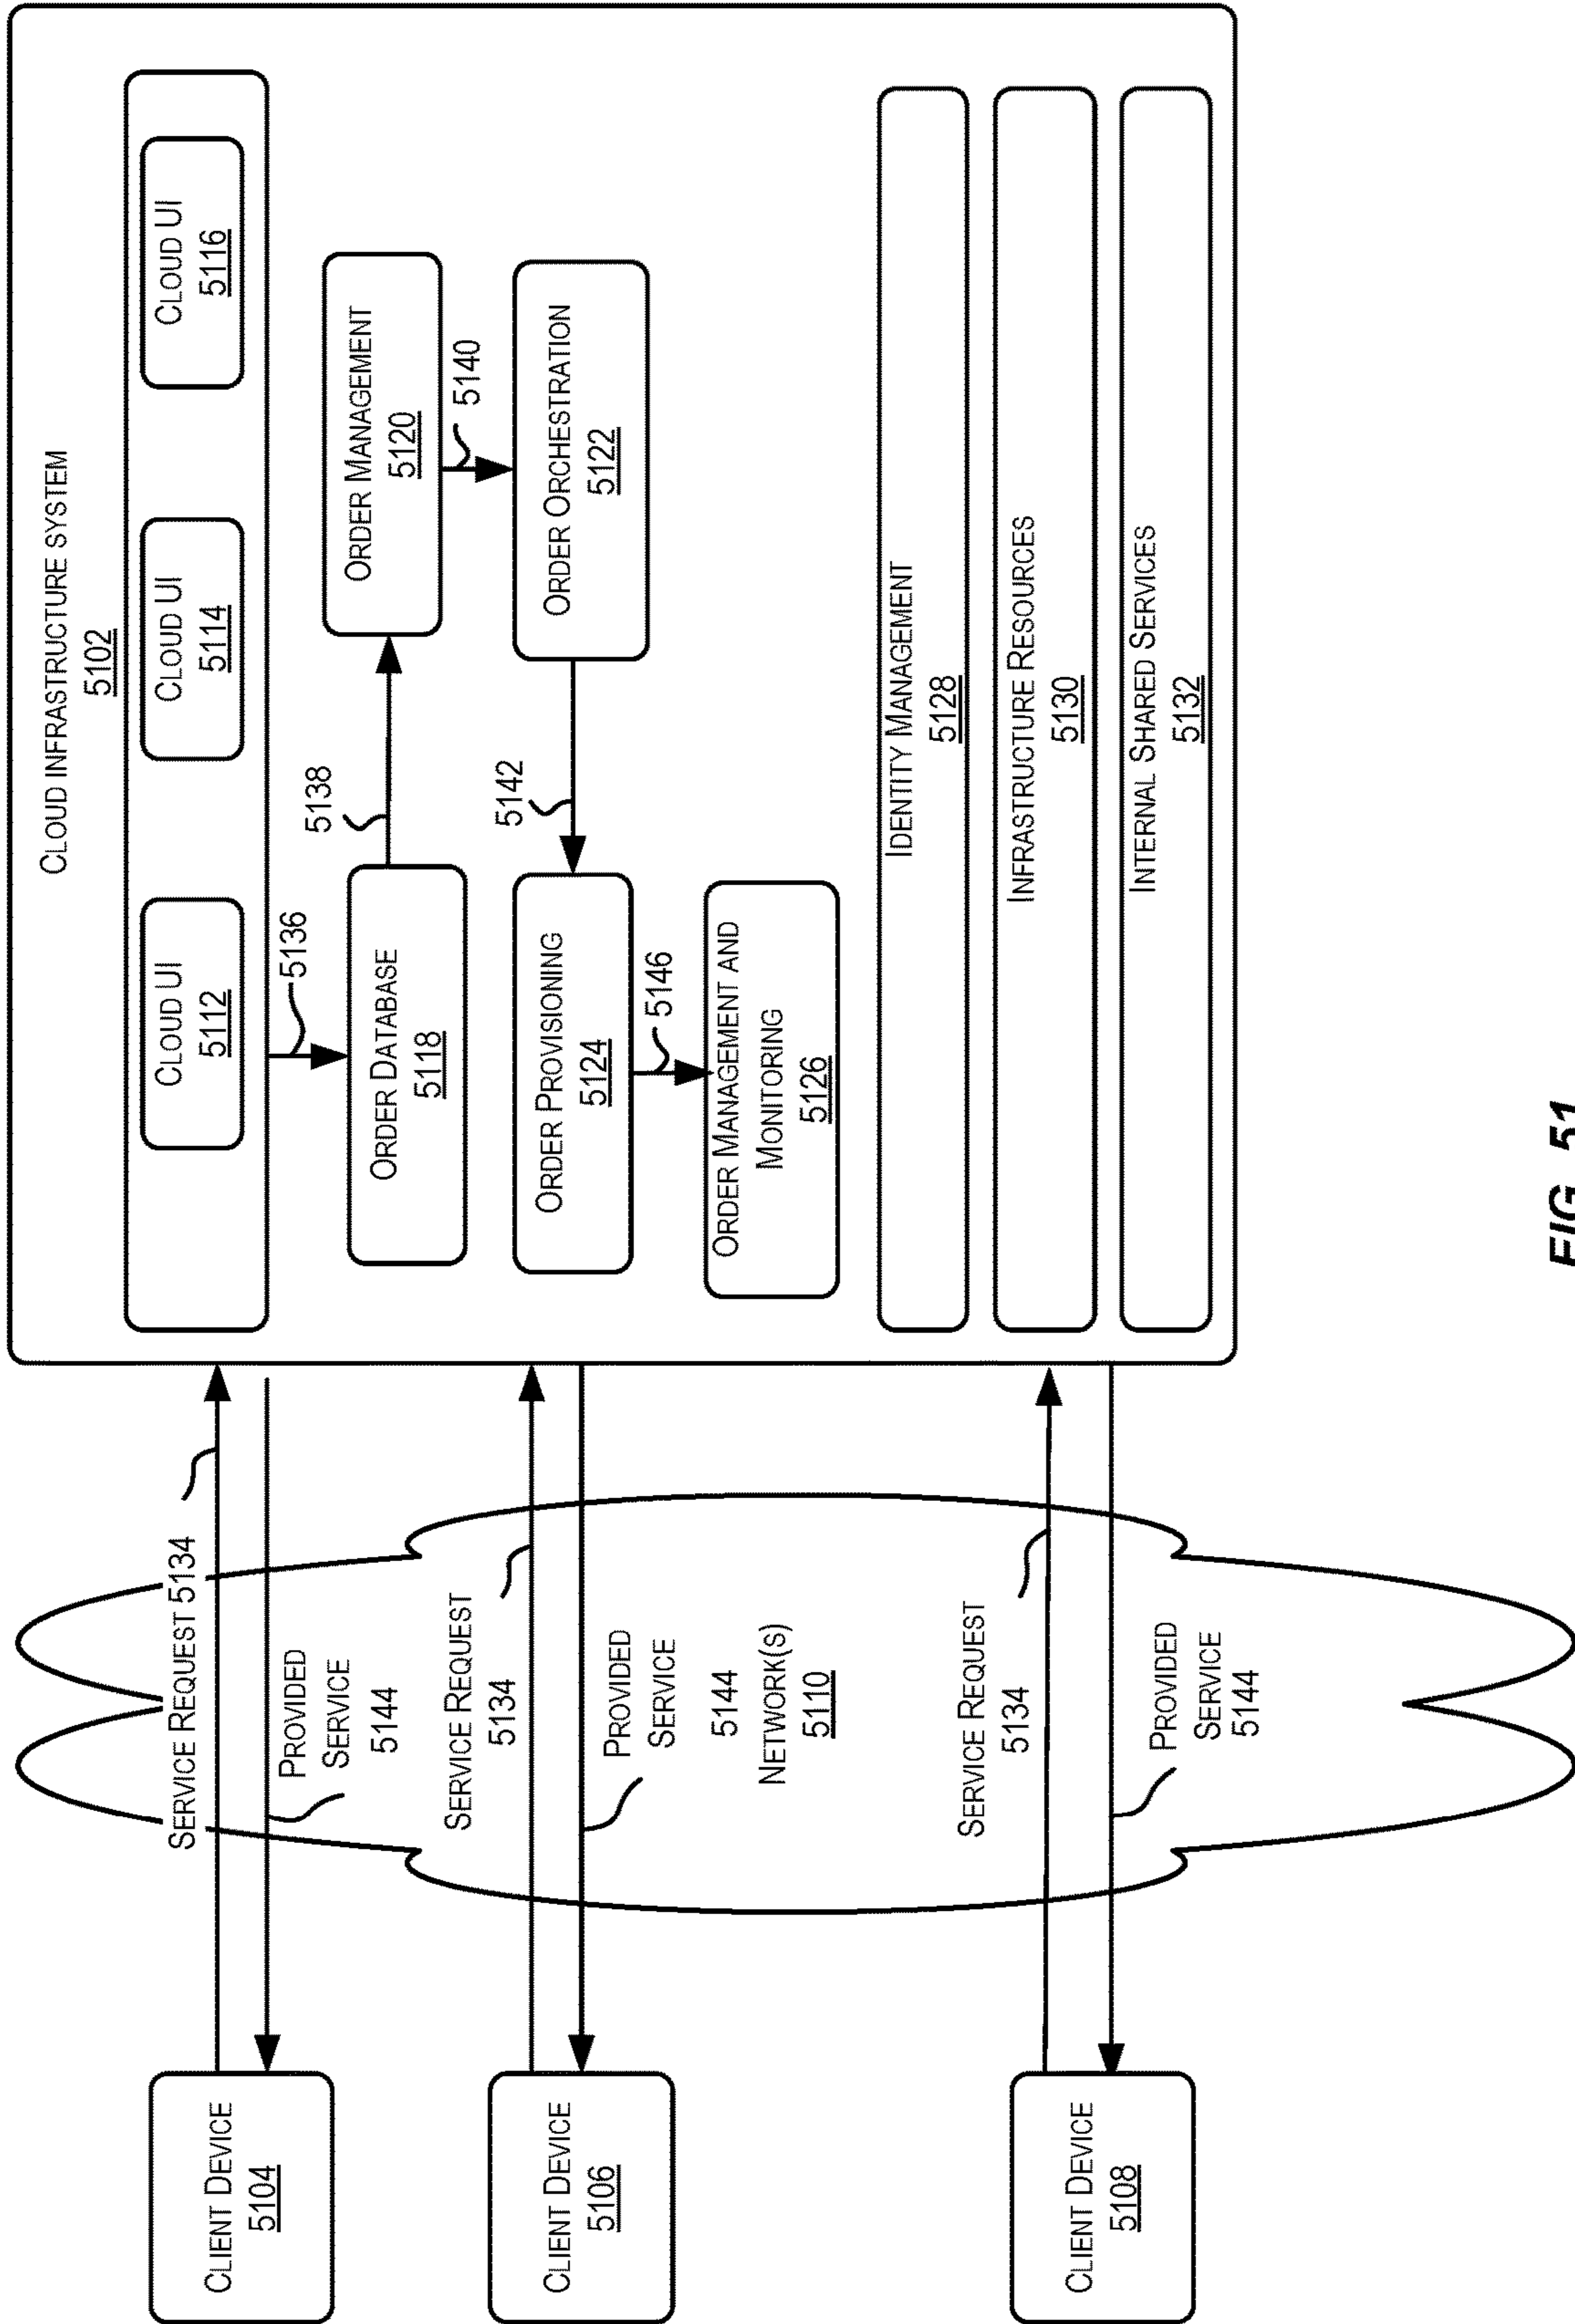 CLOUD INFRASTRUCTURE SYSTEM
5102
CLOUD UI
5112
CLOUD UI
5114
CLOUD UI
5116
5136
ORDER DATABASE
5118
5138
ORDER MANAGEMENT
5120
5140
ORDER ORCHESTRATION
5122
5142
ORDER PROVISIONING
5124
5146
ORDER MANAGEMENT AND
MONITORING
5126
IDENTITY MANAGEMENT
5128
INFRASTRUCTURE RESOURCES
5130
INTERNAL SHARED SERVICES
5132
CLIENT DEVICE
5104
SERVICE REQUEST 5134
PROVIDED
SERVICE
5144
CLIENT DEVICE
5106
SERVICE REQUEST
5134
PROVIDED
SERVICE
5144
NETWORK(S)
5110
CLIENT DEVICE
5108
SERVICE REQUEST
5134
PROVIDED
SERVICE
5144
FIG. 51